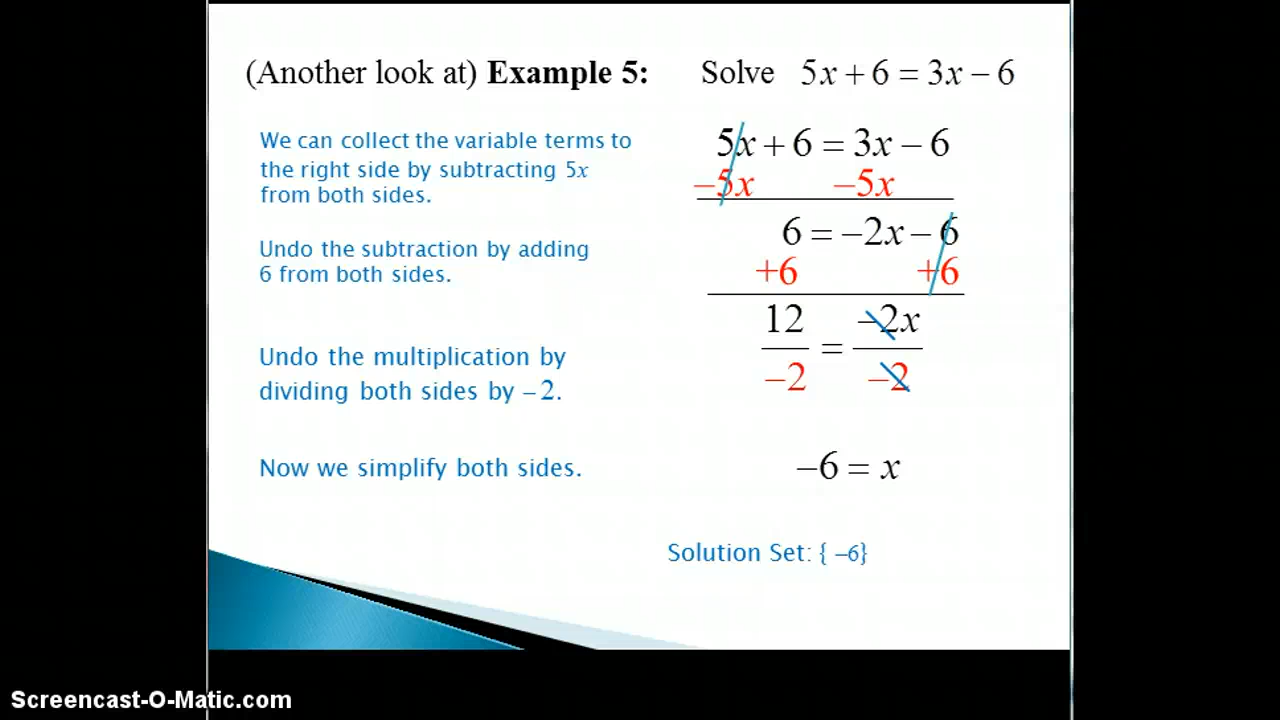 (Another look at) Example 5: Solve 5x + 6 = 3x − 6
We can collect the variable terms to
the right side by subtracting 5x
from both sides.
5x + 6 = 3x − 6
−5x −5x
Undo the subtraction by adding
6 from both sides.
6 = −2x − 6
+6 +6
Undo the multiplication by
dividing both sides by − 2.
12 = −2x
−2 −2
Now we simplify both sides.
−6 = x
Solution Set: { −6}
Screencast-O-Matic.com